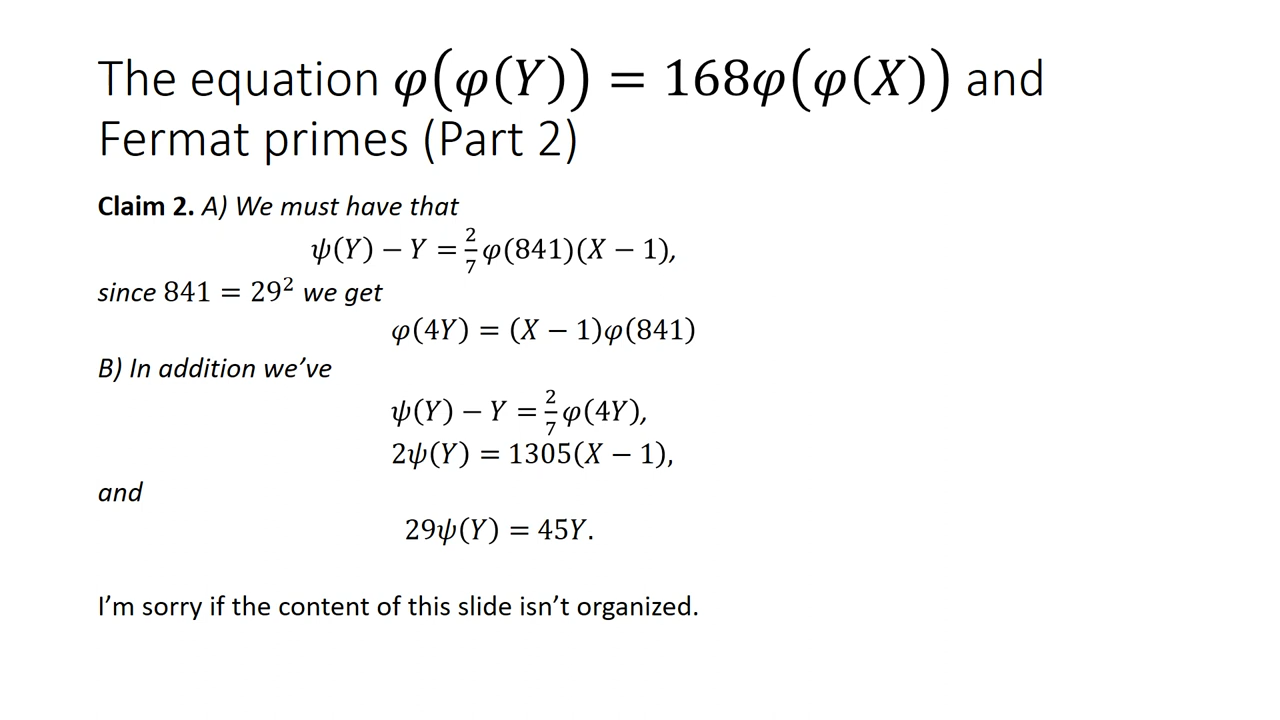 The equation φ(φ(Y)) = 168φ(φ(X)) and
Fermat primes (Part 2)
Claim 2. A) We must have that
ψ(Y) − Y = 2/7 φ(841)(X − 1),
since 841 = 29² we get
φ(4Y) = (X − 1)φ(841)
B) In addition we’ve
ψ(Y) − Y = 2/7 φ(4Y),
2ψ(Y) = 1305(X − 1),
and
29ψ(Y) = 45Y.
I’m sorry if the content of this slide isn’t organized.